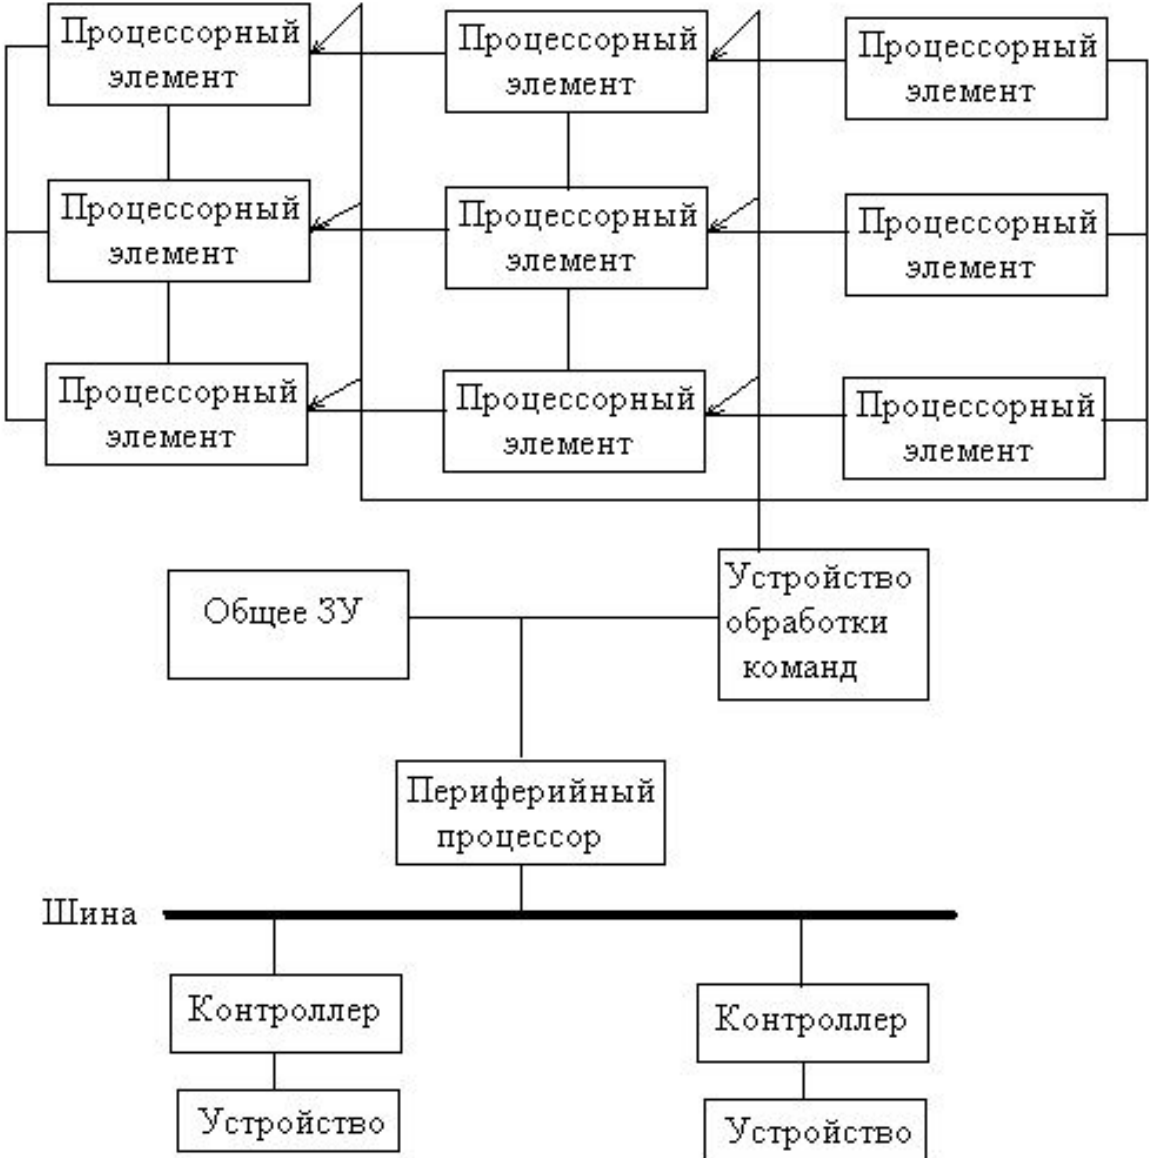 Процессорный
элемент
Процессорный
элемент
Процессорный
элемент
Процессорный
элемент
Процессорный
элемент
Процессорный
элемент
Процессорный
элемент
Процессорный
элемент
Процессорный
элемент
Общее ЗУ
Устройство
обработки
команд
Периферийный
процессор
Шина
Контроллер
Контроллер
Устройство
Устройство